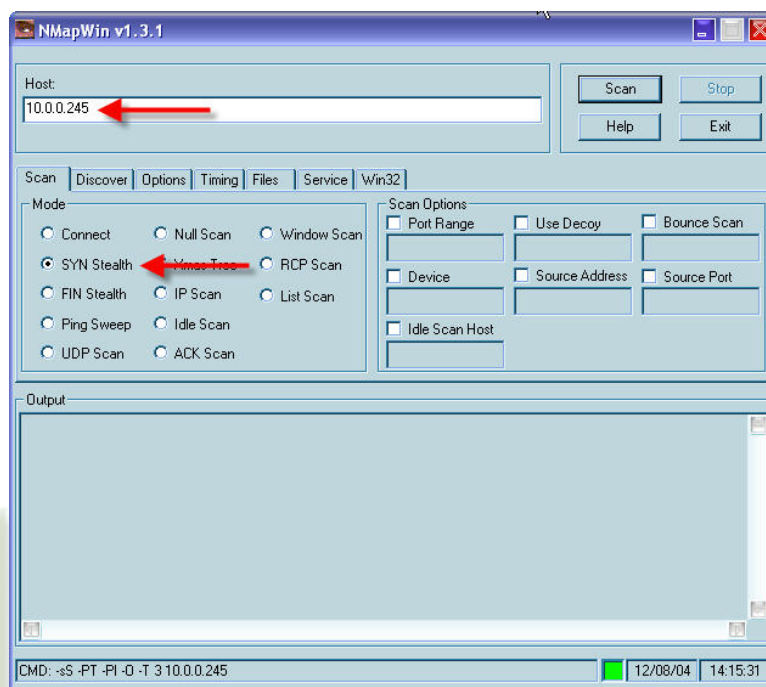 NMapWin v1.3.1
Host:
10.0.0.245
Scan Stop
Help Exit
Scan Discover Options Timing Files Service Win32
Mode
Connect Null Scan Window Scan
SYN Stealth Xmas Tree RCP Scan
FIN Stealth IP Scan List Scan
Ping Sweep Idle Scan
UDP Scan ACK Scan
Scan Options
Port Range Use Decoy Bounce Scan
Device Source Address Source Port
Idle Scan Host
Output
CMD: -sS -PT -PI -O -T 3 10.0.0.245 12/08/04 14:15:31